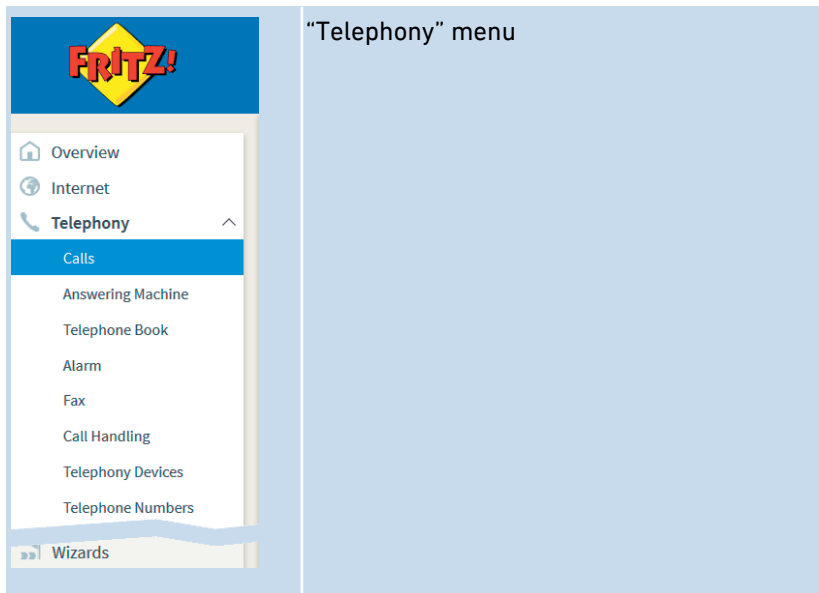 FRITZ!
“Telephony” menu
Overview
Internet
Telephony
Calls
Answering Machine
Telephone Book
Alarm
Fax
Call Handling
Telephony Devices
Telephone Numbers
Wizards